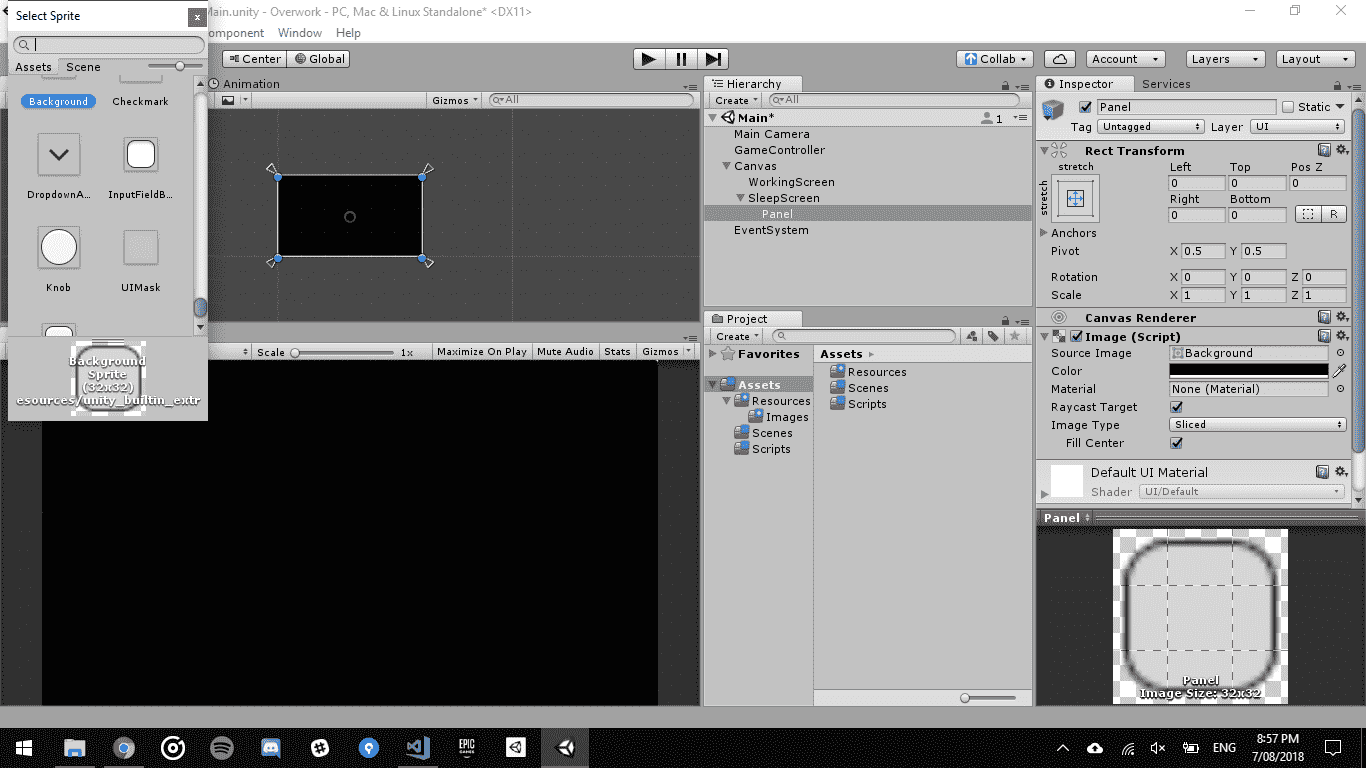 Select Sprite
x
Main.unity - Overwork - PC, Mac & Linux Standalone* <DX11>
omponent Window Help
Assets Scene
Background Checkmark
DropdownA... InputFieldB...
Knob UIMask
Background
Sprite
(32x32)
esources/unity_builtin_extr
Center Global
Collab Account Layers Layout
Animation
Gizmos All
Scale 1x Maximize On Play Mute Audio Stats Gizmos
Hierarchy
Create All
Main* 1
Main Camera
GameController
Canvas
WorkingScreen
SleepScreen
Panel
EventSystem
Project
Create
Favorites
Assets
Resources
Images
Scenes
Scripts
Assets
Resources
Scenes
Scripts
Inspector Services
Panel Static
Tag Untagged Layer UI
Rect Transform
stretch Left Top Pos Z
stretch
0 0 0
Right Bottom
0 0 R
Anchors
Pivot X 0.5 Y 0.5
Rotation X 0 Y 0 Z 0
Scale X 1 Y 1 Z 1
Canvas Renderer
Image (Script)
Source Image Background
Color
Material None (Material)
Raycast Target
Image Type Sliced
Fill Center
Default UI Material
Shader UI/Default
Panel
Panel
Image Size: 32x32
EPIC
GAMES
ENG
8:57 PM
7/08/2018